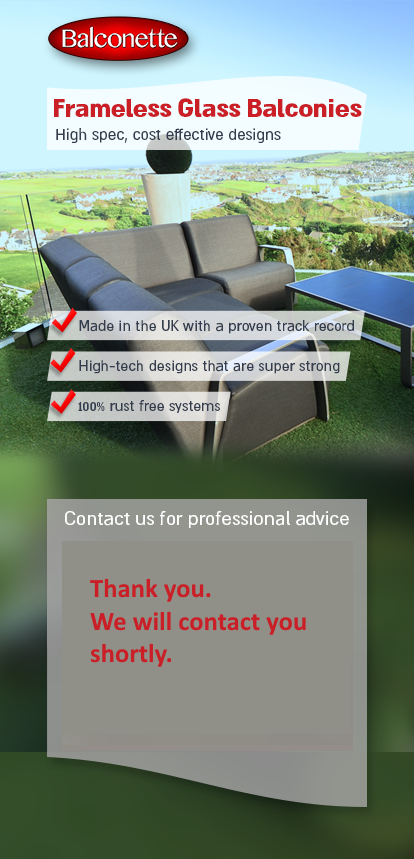 Balconette
Frameless Glass Balconies
High spec, cost effective designs
Made in the UK with a proven track record
High-tech designs that are super strong
100% rust free systems
Contact us for professional advice
Thank you.
We will contact you
shortly.